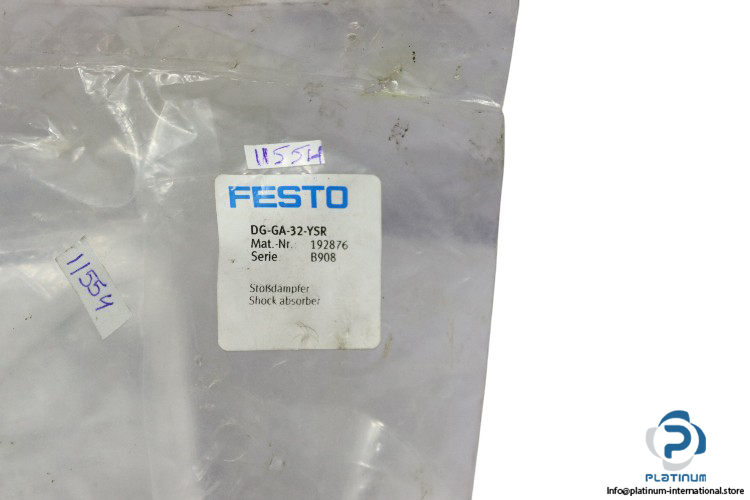 11554
FESTO
DG-GA-32-YSR
Mat.-Nr.: 192876
Serie B908
Stoßdämpfer
Shock absorber
11554
PLATINUM
Info@platinum-international.store